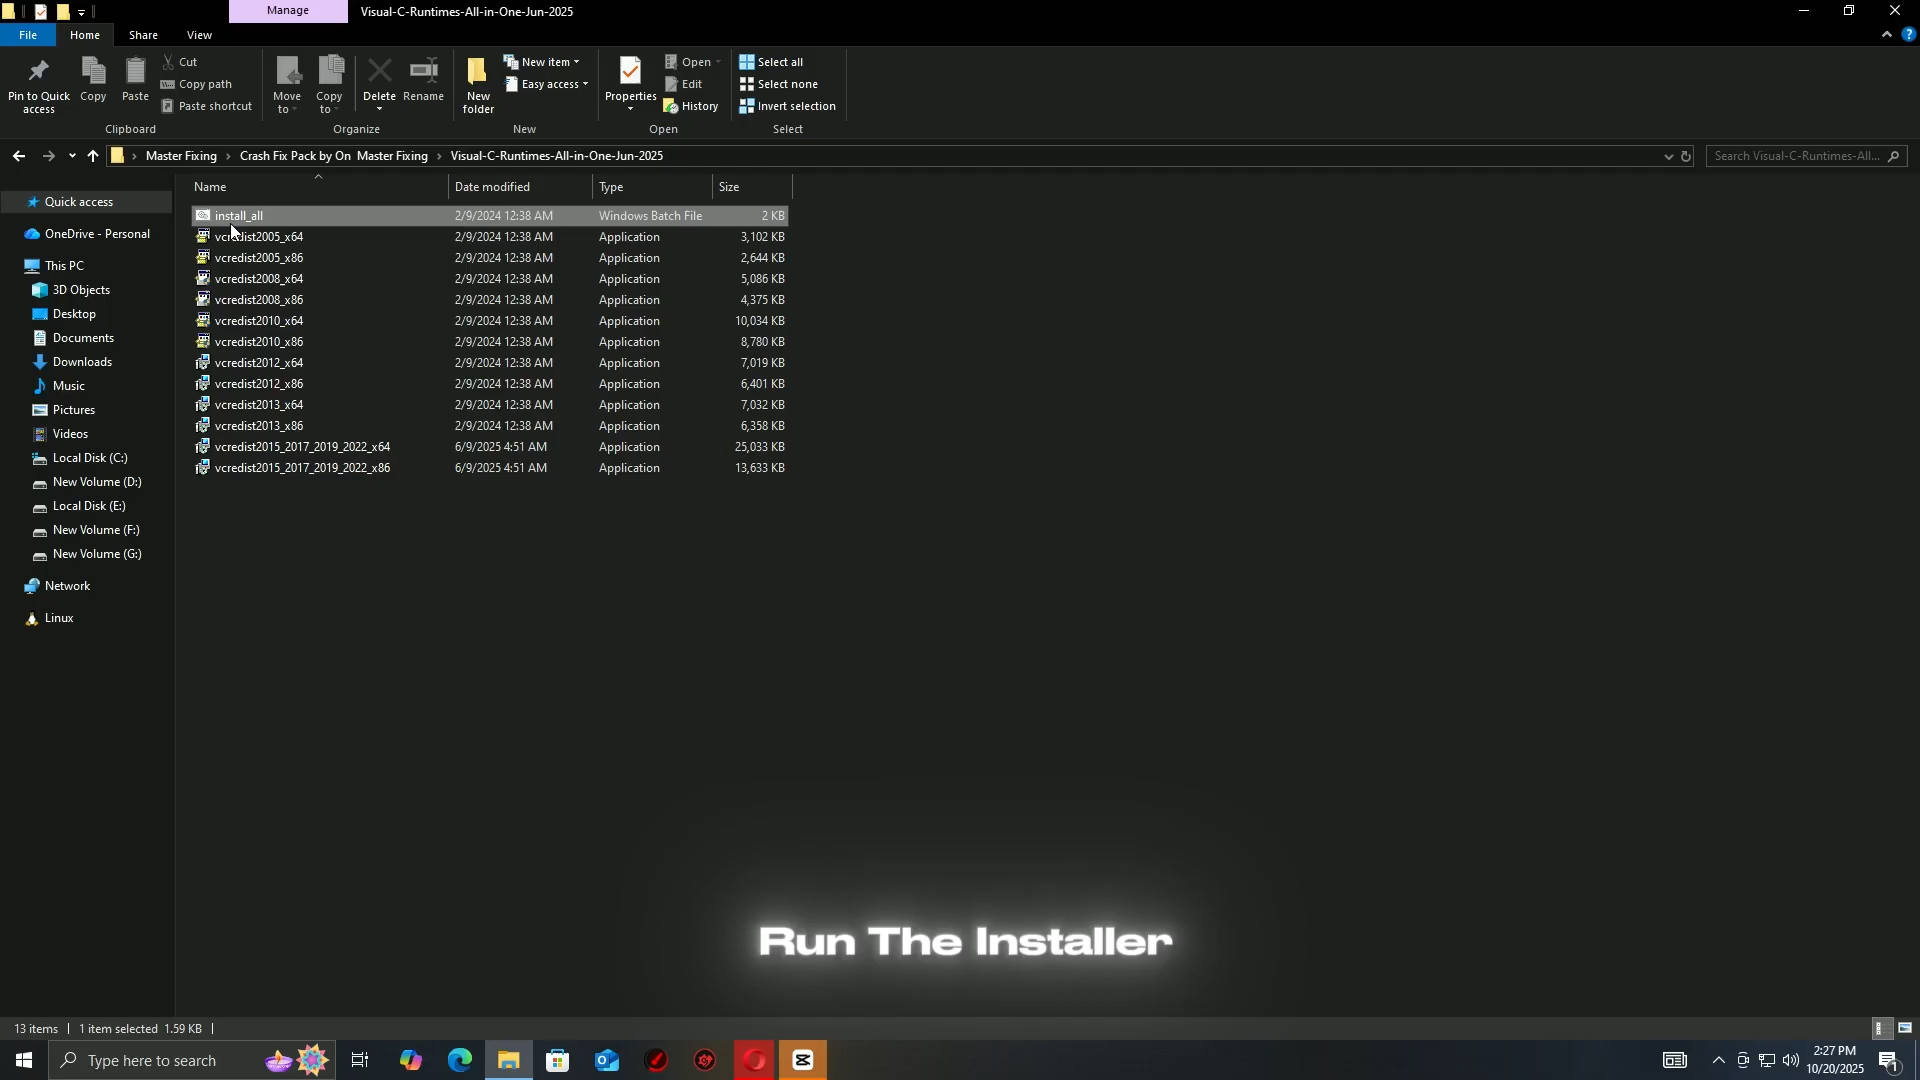 Manage
Visual-C-Runtimes-All-in-One-Jun-2025
File
Home
Share
View
Pin to Quick access
Copy
Paste
Cut
Copy path
Paste shortcut
Clipboard
Move to
Copy to
Delete
Rename
Organize
New folder
New item
Easy access
New
Properties
Open
Edit
History
Open
Select all
Select none
Invert selection
Select
Master Fixing > Crash Fix Pack by On Master Fixing > Visual-C-Runtimes-All-in-One-Jun-2025
Search Visual-C-Runtimes-All...
Name Date modified Type Size
install_all 2/9/2024 12:38 AM Windows Batch File 2 KB
vcredist2005_x64 2/9/2024 12:38 AM Application 3,102 KB
vcredist2005_x86 2/9/2024 12:38 AM Application 2,644 KB
vcredist2008_x64 2/9/2024 12:38 AM Application 5,086 KB
vcredist2008_x86 2/9/2024 12:38 AM Application 4,375 KB
vcredist2010_x64 2/9/2024 12:38 AM Application 10,034 KB
vcredist2010_x86 2/9/2024 12:38 AM Application 8,780 KB
vcredist2012_x64 2/9/2024 12:38 AM Application 7,019 KB
vcredist2012_x86 2/9/2024 12:38 AM Application 6,401 KB
vcredist2013_x64 2/9/2024 12:38 AM Application 7,032 KB
vcredist2013_x86 2/9/2024 12:38 AM Application 6,358 KB
vcredist2015_2017_2019_2022_x64 6/9/2025 4:51 AM Application 25,033 KB
vcredist2015_2017_2019_2022_x86 6/9/2025 4:51 AM Application 13,633 KB
Quick access
OneDrive - Personal
This PC
3D Objects
Desktop
Documents
Downloads
Music
Pictures
Videos
Local Disk (C:)
New Volume (D:)
Local Disk (E:)
New Volume (F:)
New Volume (G:)
Network
Linux
Run The Installer
13 items
1 item selected 1.59 KB
Type here to search
2:27 PM
10/20/2025
1